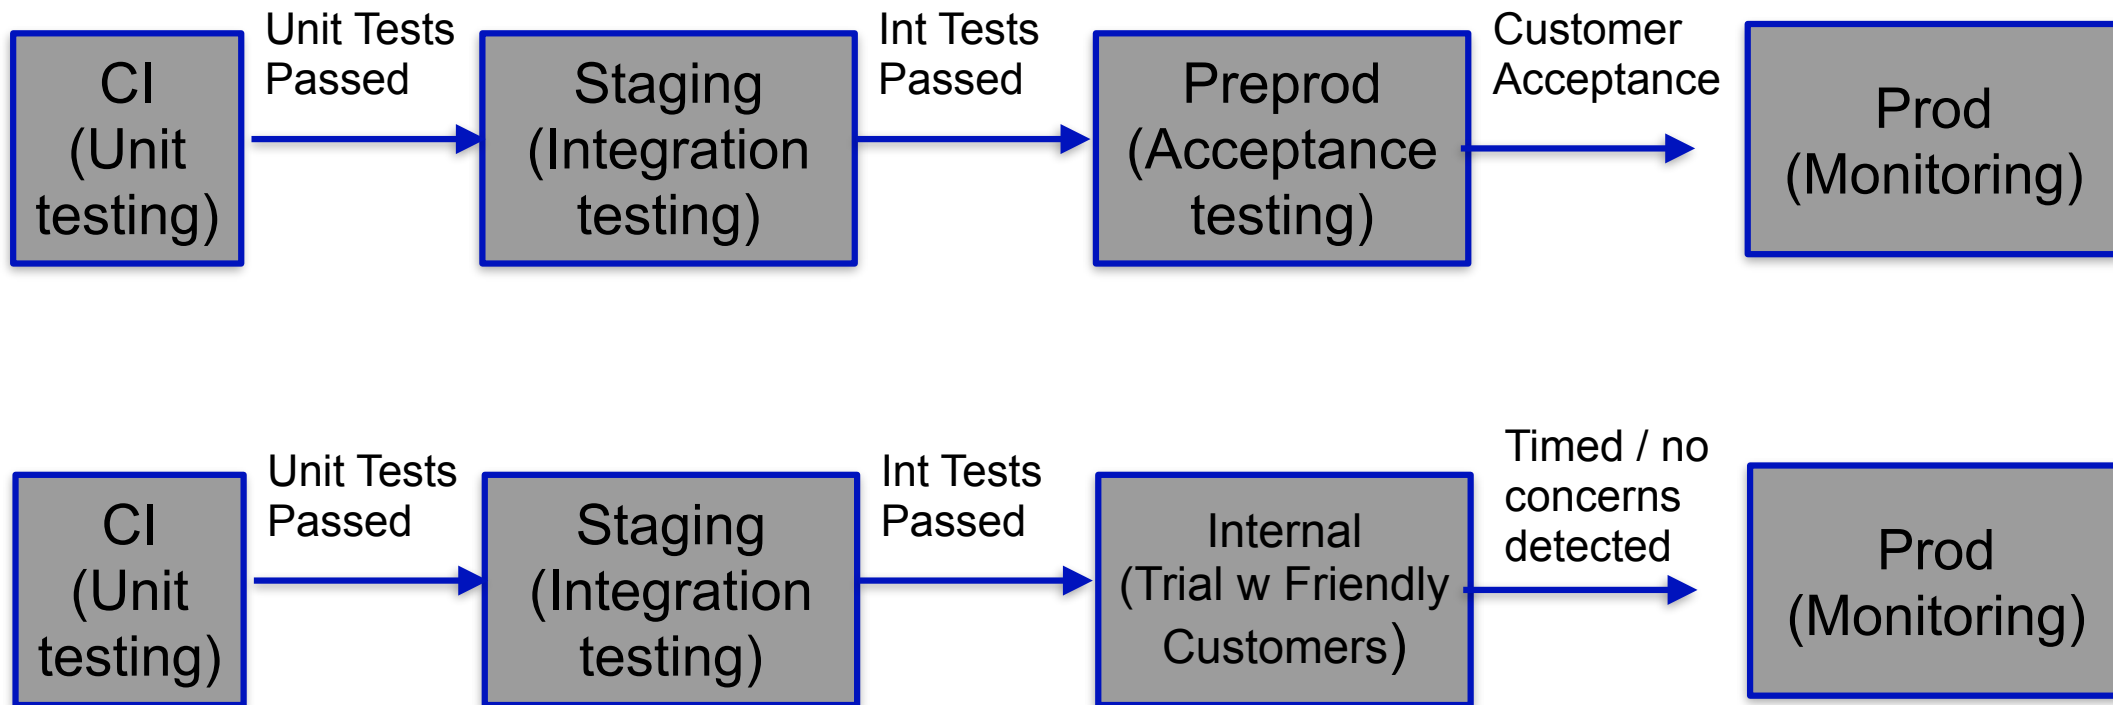 CI
(Unit
testing)
Unit Tests
Passed
Staging
(Integration
testing)
Int Tests
Passed
Preprod
(Acceptance
testing)
Customer
Acceptance
Prod
(Monitoring)
CI
(Unit
testing)
Unit Tests
Passed
Staging
(Integration
testing)
Int Tests
Passed
Internal
(Trial w Friendly
Customers)
Timed / no
concerns
detected
Prod
(Monitoring)